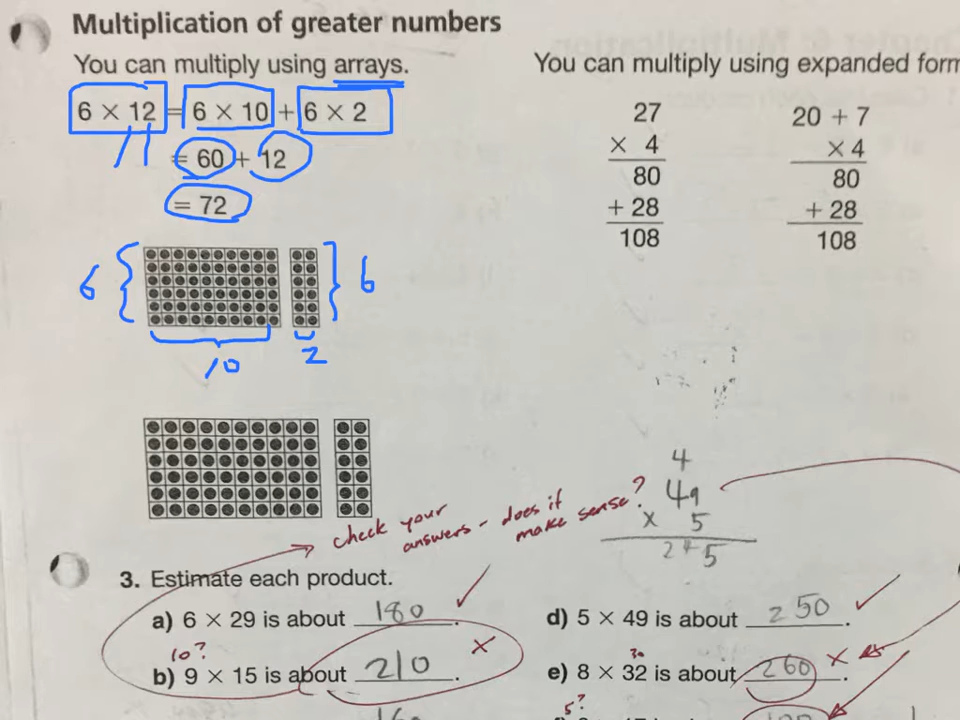 Multiplication of greater numbers
You can multiply using arrays.
6 × 12 = 6 × 10 + 6 × 2
= 60 + 12
= 72
6
6
10
2
You can multiply using expanded form
27
× 4
80
+ 28
108
20 + 7
× 4
80
+ 28
108
4
49
× 5
245
check your
answers - does it
make sense?
3. Estimate each product.
a) 6 × 29 is about 180.
10?
b) 9 × 15 is about 210.
d) 5 × 49 is about 250.
30
e) 8 × 32 is about 260.
5?